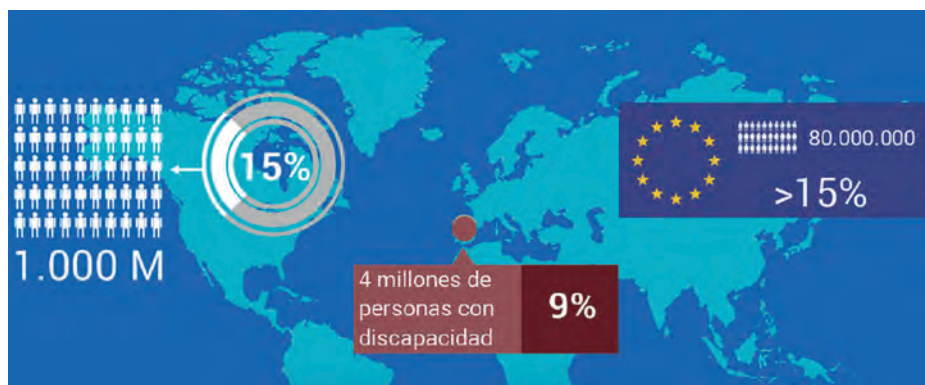 15%
1.000 M
80.000.000
>15%
4 millones de
personas con
discapacidad
9%